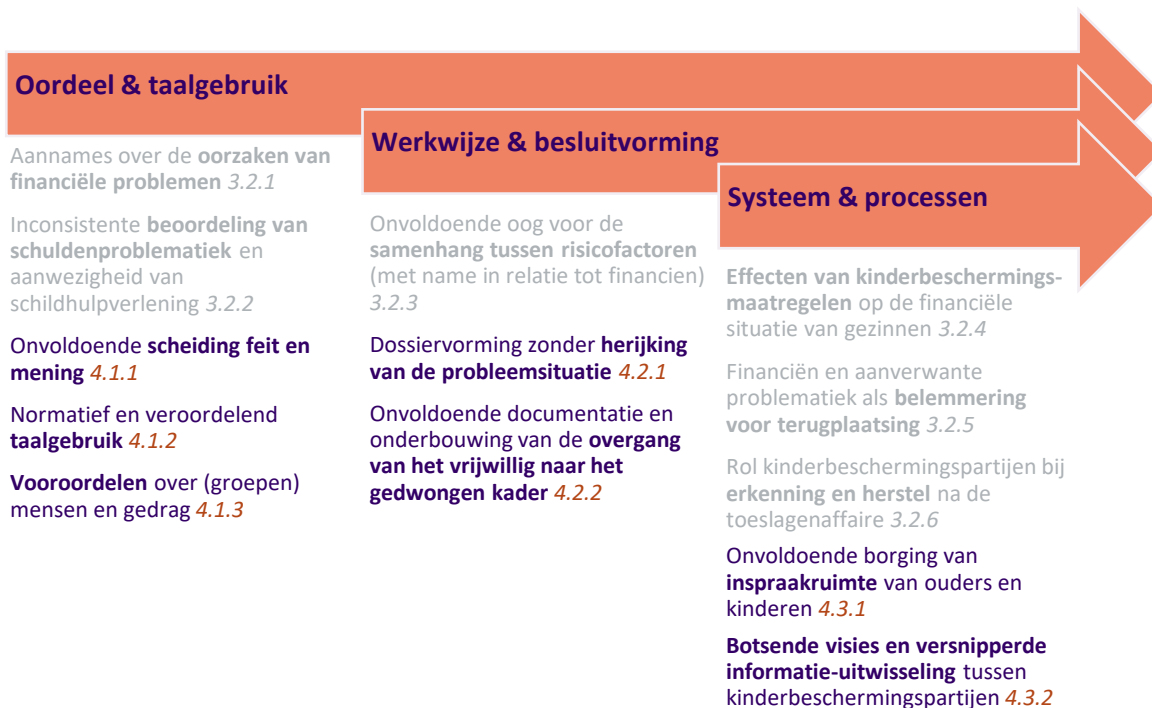 Oordeel & taalgebruik
Aannames over de oorzaken van
financiële problemen 3.2.1
Inconsistente beoordeling van
schuldenproblematiek en
aanwezigheid van
schildhulpverlening 3.2.2
Onvoldoende scheiding feit en
mening 4.1.1
Normatief en veroordelend
taalgebruik 4.1.2
Vooroordelen over (groepen)
mensen en gedrag 4.1.3
Werkwijze & besluitvorming
Onvoldoende oog voor de
samenhang tussen risicofactoren
(met name in relatie tot financien)
3.2.3
Dossiervorming zonder herijking
van de probleemsituatie 4.2.1
Onvoldoende documentatie en
onderbouwing van de overgang
van het vrijwillig naar het
gedwongen kader 4.2.2
Systeem & processen
Effecten van kinderbeschermings-
maatregelen op de financiële
situatie van gezinnen 3.2.4
Financiën en aanverwante
problematiek als belemmering
voor terugplaatsing 3.2.5
Rol kinderbeschermingspartijen bij
erkenning en herstel na de
toeslagenaffaire 3.2.6
Onvoldoende borging van
inspraakruimte van ouders en
kinderen 4.3.1
Botsende visies en versnipperde
informatie-uitwisseling tussen
kinderbeschermingspartijen 4.3.2